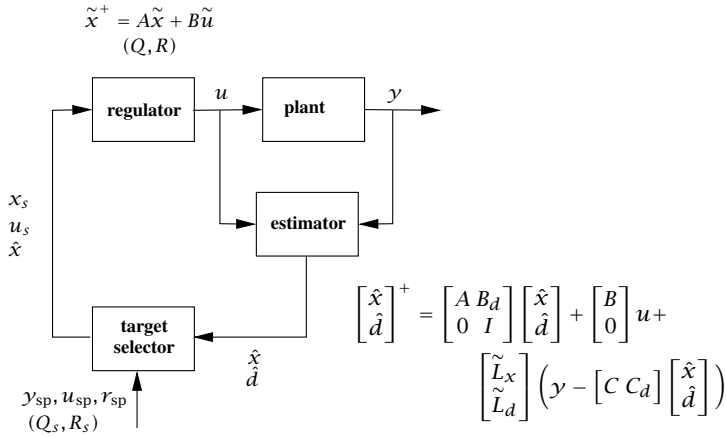 x̃⁺ = Ax̃ + Bũ
(Q, R)
regulator
u
plant
y
estimator
x_s
u_s
x̂
target
selector
x̂
d̂
y_sp, u_sp, r_sp
(Q_s, R_s)
[x̂ d̂]⁺ = [A B_d 0 I] [x̂ d̂] + [B 0] u+
[L̃_x L̃_d] (y − [C C_d] [x̂ d̂])